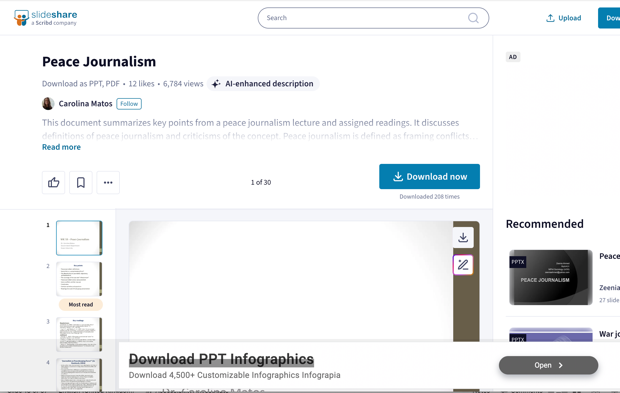 slideshare
a Scribd company
Search
Upload
Dow
Peace Journalism
Download as PPT, PDF • 12 likes • 6,784 views
AI-enhanced description
Carolina Matos
Follow
This document summarizes key points from a peace journalism lecture and assigned readings. It discusses
definitions of peace journalism and criticisms of the concept. Peace journalism is defined as framing conflicts...
Read more
1 of 30
Download now
Downloaded 208 times
AD
Recommended
PPTX
PEACE JOURNALISM
Peace
Zeenia
27 slide
PPTX
War jo
1
2
Most read
3
4
Download PPT Infographics
Download 4,500+ Customizable Infographics Infograpia
Open